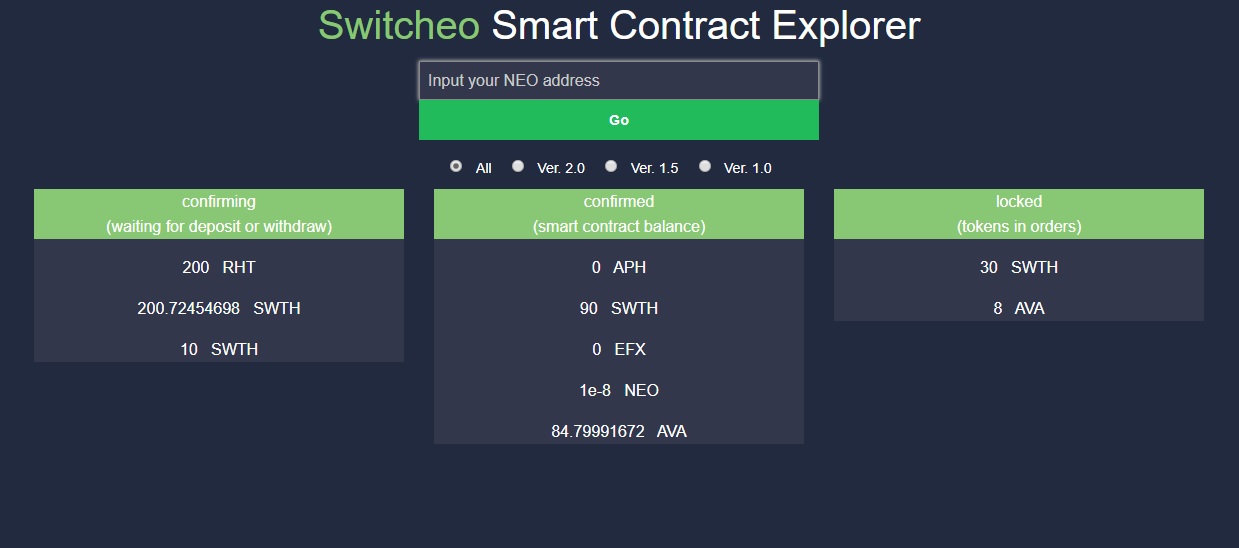 Switcheo Smart Contract Explorer
Input your NEO address
Go
All Ver. 2.0 Ver. 1.5 Ver. 1.0
confirming
(waiting for deposit or withdraw)
200 RHT
200.72454698 SWTH
10 SWTH
confirmed
(smart contract balance)
0 APH
90 SWTH
0 EFX
1e-8 NEO
84.79991672 AVA
locked
(tokens in orders)
30 SWTH
8 AVA